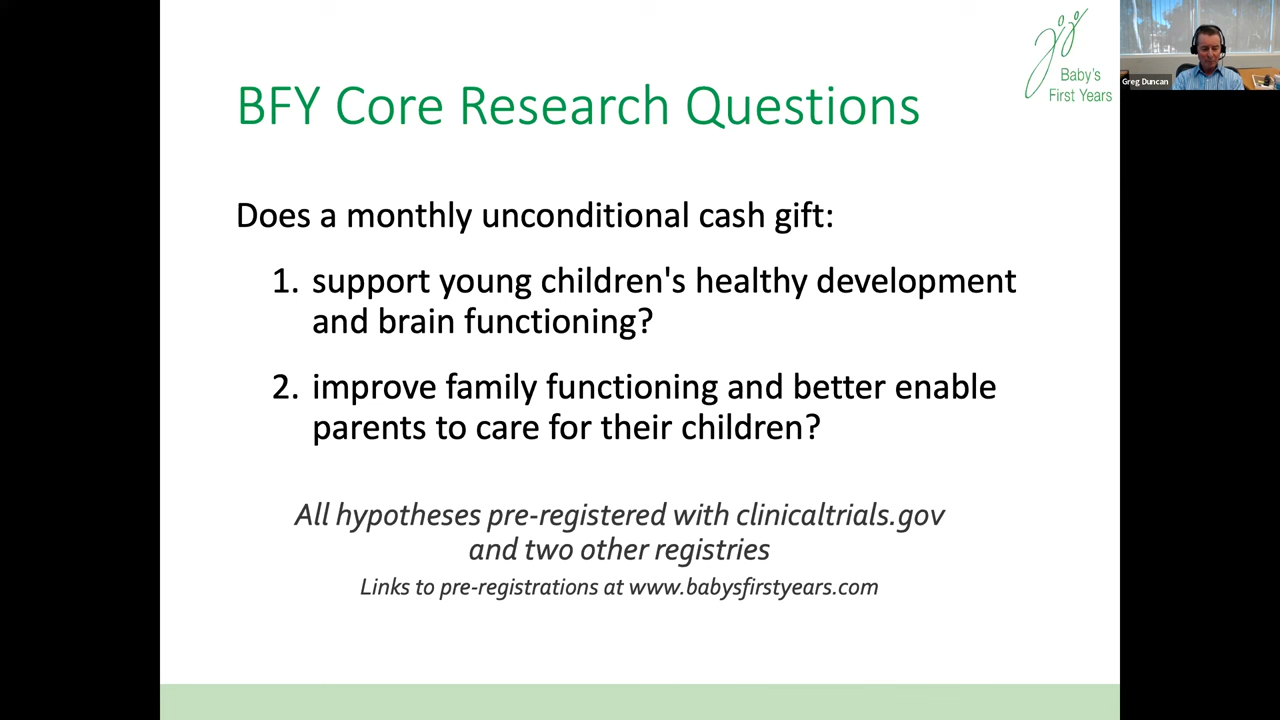 BFY Core Research Questions
Baby's
First Years
Greg Duncan
Does a monthly unconditional cash gift:
1. support young children's healthy development
and brain functioning?
2. improve family functioning and better enable
parents to care for their children?
All hypotheses pre-registered with clinicaltrials.gov
and two other registries
Links to pre-registrations at www.babysfirstyears.com